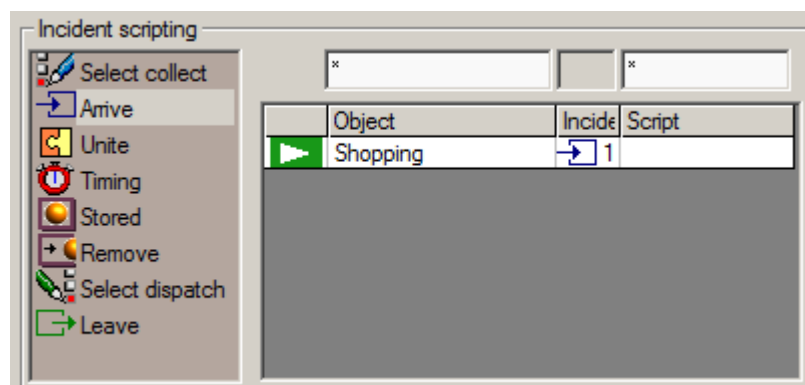 Incident scripting
Select collect
Arrive
Unite
Timing
Stored
Remove
Select dispatch
Leave
* *
Object Incide Script
Shopping 1